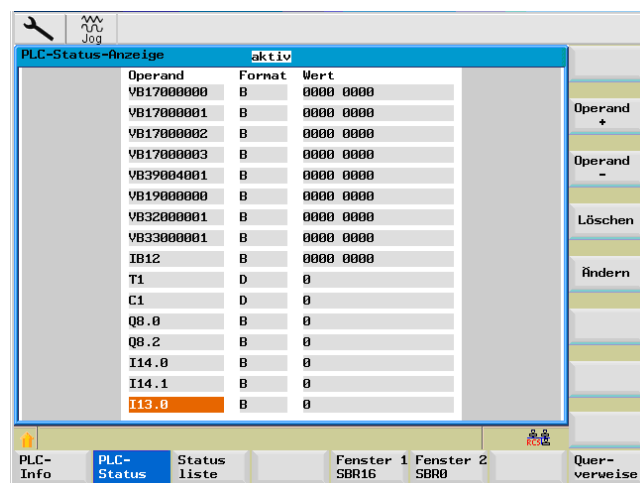 Jog
PLC-Status-Anzeige aktiv
Operand Format Wert
VB17000000 B 0000 0000
VB17000001 B 0000 0000
VB17000002 B 0000 0000
VB17000003 B 0000 0000
VB39004001 B 0000 0000
VB19000000 B 0000 0000
VB32000001 B 0000 0000
VB33000001 B 0000 0000
IB12 B 0000 0000
T1 D 0
C1 D 0
Q8.0 B 0
Q8.2 B 0
I14.0 B 0
I14.1 B 0
I13.0 B 0
Operand
+
Operand
-
Löschen
Ändern
RCS
PLC-
Info
PLC-
Status
Status
liste
Fenster 1
SBR16
Fenster 2
SBR0
Quer-
verweise